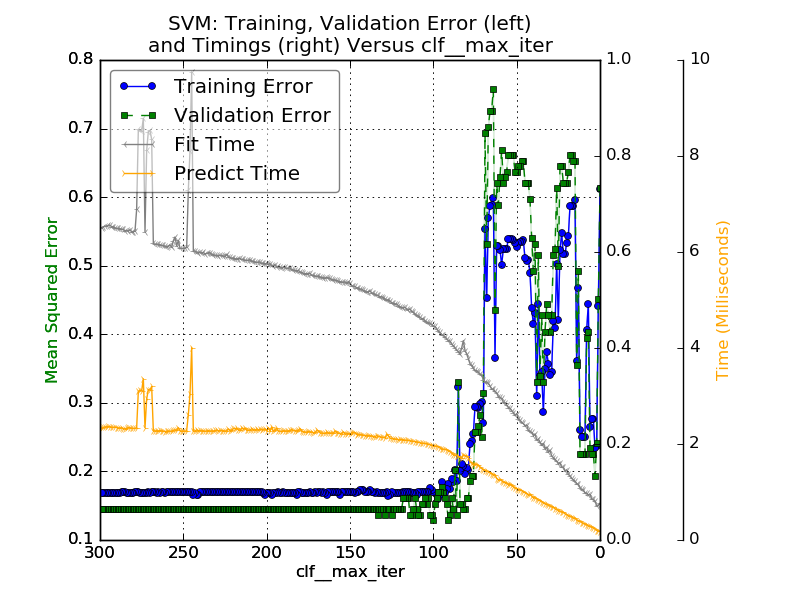 SVM: Training, Validation Error (left)
and Timings (right) Versus clf__max_iter
Training Error
Validation Error
Fit Time
Predict Time
Mean Squared Error
0.8
0.7
0.6
0.5
0.4
0.3
0.2
0.1
300 250 200 150 100 50 0
clf__max_iter
1.0
0.8
0.6
0.4
0.2
0.0
10
8
6
4
2
0
Time (Milliseconds)